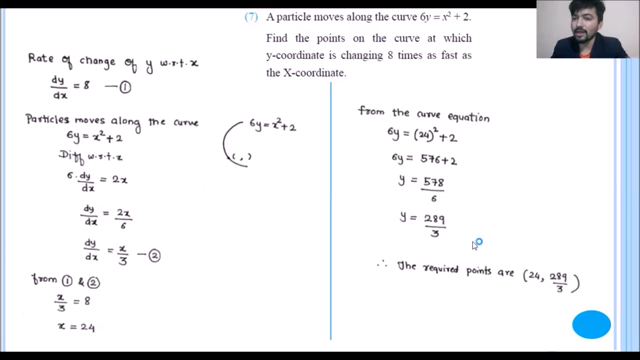 (7) A particle moves along the curve 6y = x² + 2.
Find the points on the curve at which
y-coordinate is changing 8 times as fast as
the X-coordinate.
Rate of change of y w.r.t.x
dy/dx = 8 — ①
Particles moves along the curve
6y = x² + 2
Diff w.r.t.x
6. dy/dx = 2x
dy/dx = 2x/6
dy/dx = x/3 — ②
from ① & ②
x/3 = 8
x = 24
6y = x² + 2
( , )
from the curve equation
6y = (24)² + 2
6y = 576 + 2
y = 578/6
y = 289/3
∴ The required points are (24, 289/3)